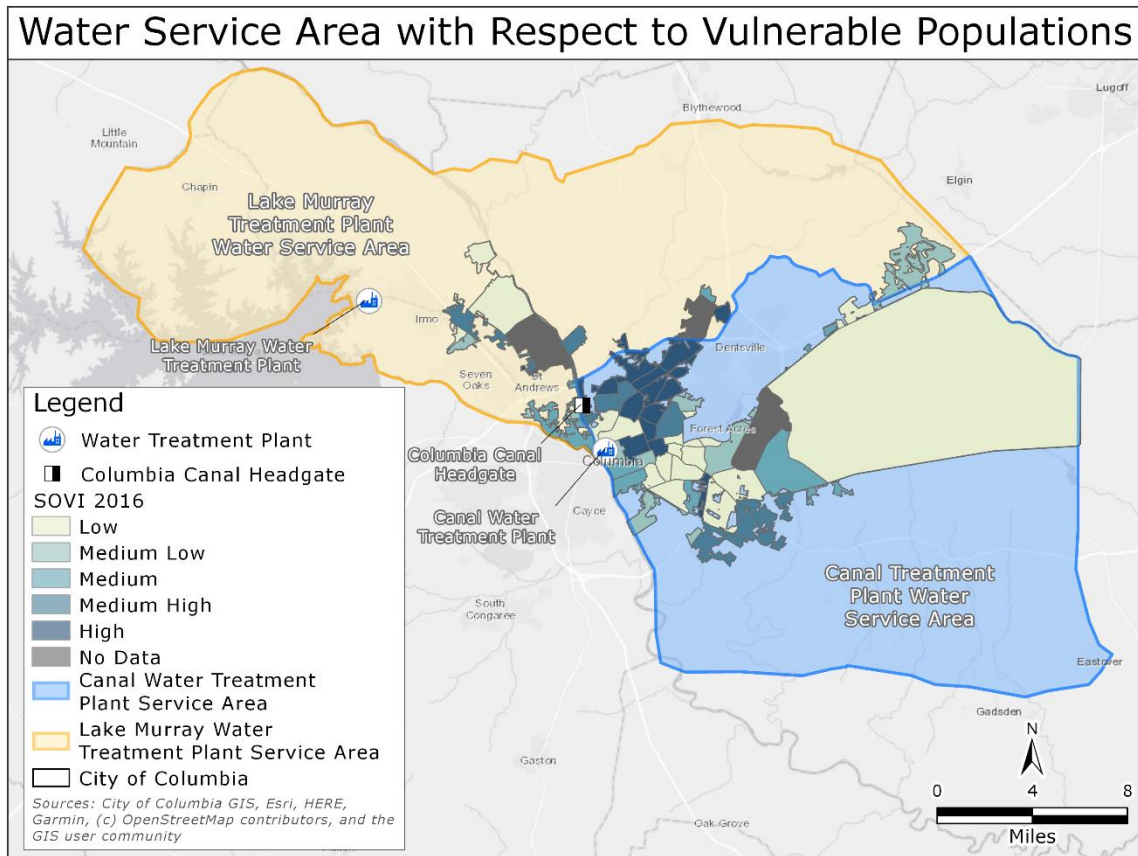 Water Service Area with Respect to Vulnerable Populations
Lugoff
Blythewood
Little
Mountain
Elgin
Chapin
Lake Murray
Treatment Plant
Water Service Area
Irmo
Lake Murray Water
Treatment Plant
Dentsville
Seven
Oaks
St
Andrews
Forest Acres
Columbia Canal
Headgate
Columbia
Cayce
Canal Water
Treatment Plant
Canal Treatment
Plant Water
Service Area
South
Congaree
Eastover
Gadsden
Gaston
Oak Grove
Legend
Water Treatment Plant
Columbia Canal Headgate
SOVI 2016
Low
Medium Low
Medium
Medium High
High
No Data
Canal Water Treatment
Plant Service Area
Lake Murray Water
Treatment Plant Service Area
City of Columbia
Sources: City of Columbia GIS, Esri, HERE,
Garmin, (c) OpenStreetMap contributors, and the
GIS user community
N
0 4 8
Miles